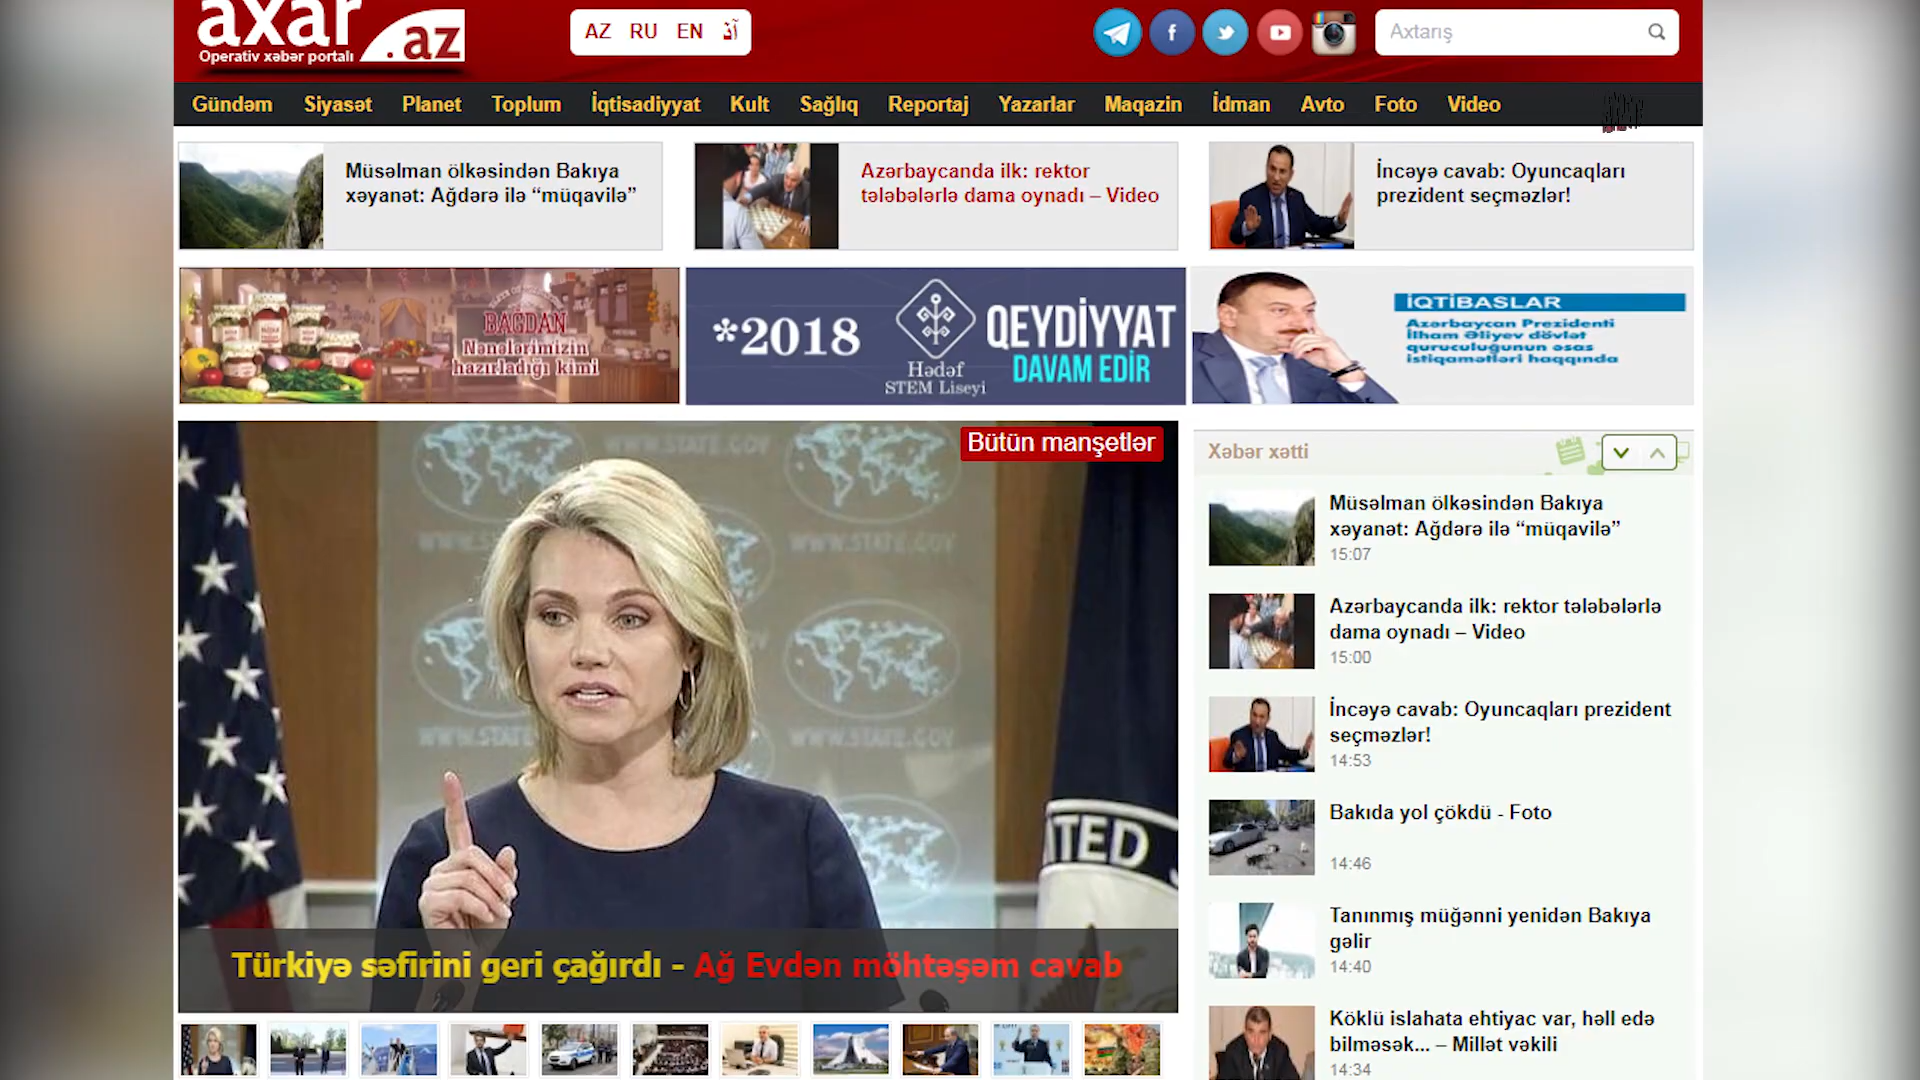 axar.az
Operativ xəbər portalı
AZ RU EN
Axtarış
Gündəm Siyasət Planet Toplum İqtisadiyyat Kult Sağlıq Reportaj Yazarlar Maqazin İdman Avto Foto Video
Müsəlman ölkəsindən Bakıya
xəyanət: Ağdərə ilə “müqavilə”
Azərbaycanda ilk: rektor
tələbələrlə dama oynadı – Video
İncəyə cavab: Oyuncaqları
prezident seçməzlər!
BAĞDAN
Nənələrimizin
hazırladığı kimi
*2018
Hədəf
STEM Liseyi
QEYDİYYAT
DAVAM EDİR
İQTİBASLAR
Azərbaycan Prezidenti
İlham Əliyev dövlət
quruculuğunun əsas
istiqamətləri haqqında
Bütün manşetlər
WWW.STATE.GOV
TED
Türkiyə səfirini geri çağırdı - Ağ Evdən möhtəşəm cavab
Xəbər xətti
Müsəlman ölkəsindən Bakıya
xəyanət: Ağdərə ilə “müqavilə”
15:07
Azərbaycanda ilk: rektor tələbələrlə
dama oynadı – Video
15:00
İncəyə cavab: Oyuncaqları prezident
seçməzlər!
14:53
Bakıda yol çökdü - Foto
14:46
Tanınmış müğənni yenidən Bakıya
gəlir
14:40
Köklü islahata ehtiyac var, həll edə
bilməsək... – Millət vəkili
14:34